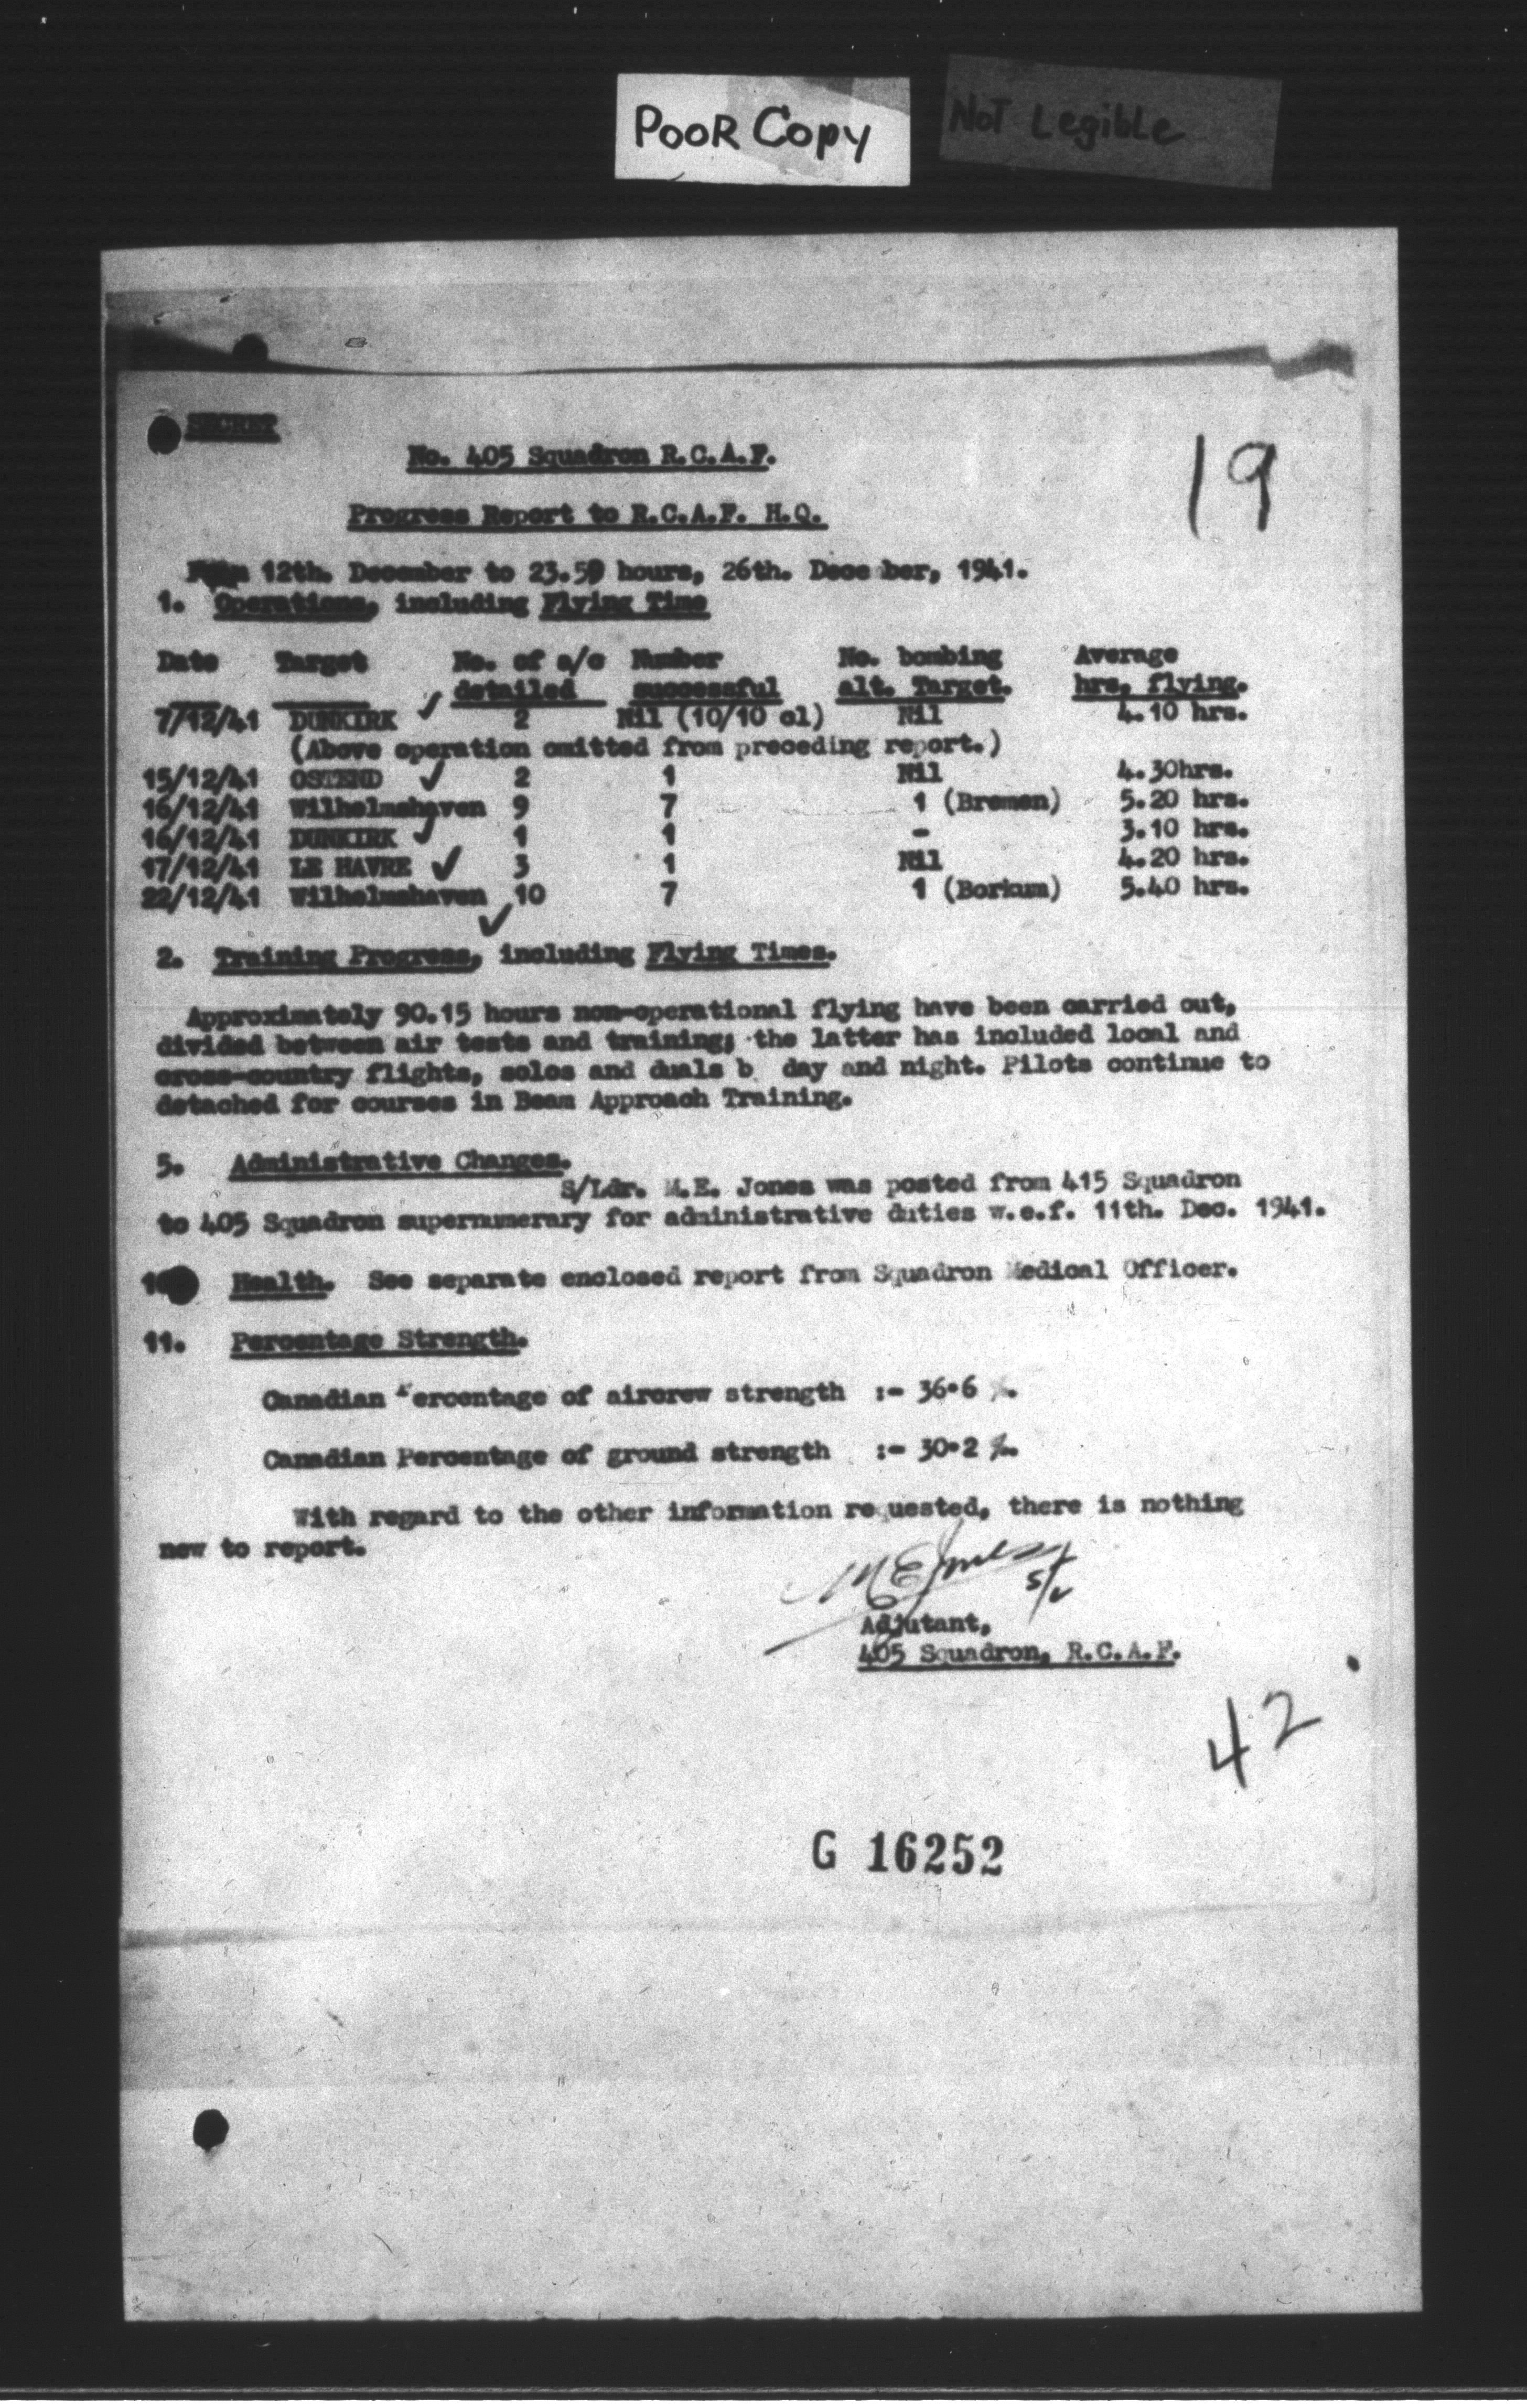 POOR Copy
NOT Legible
SECRET
No. 405 Squadron R.C.A.F.
19
Progress Report to R.C.A.F. H.Q.
From 12th. December to 23.59 hours, 26th. Dece ber, 1941.
1. Operations, including Flying Time
Date Target No. of a/c Number No. bombing Average
detailed successful alt. Target. hrs. flying.
7/12/41 DUNKIRK ✓ 2 Nil (10/10 cl) Nil 4.10 hrs.
(Above operation omitted from preceding report.)
15/12/41 OSTEND ✓ 2 1 Nil 4.30hrs.
16/12/41 Wilhelmshaven 9 7 1 (Bremen) 5.20 hrs.
16/12/41 DUNKIRK ✓ 1 1 - 3.10 hrs.
17/12/41 LE HAVRE ✓ 3 1 Nil 4.20 hrs.
22/12/41 Wilhelmshaven 10 7 1 (Borkum) 5.40 hrs.
✓
2. Training Progress, including Flying Times.
Approximately 90.15 hours non-operational flying have been carried out,
divided between air tests and training; the latter has included local and
cross-country flights, solos and duals b day and night. Pilots continue to
detached for courses in Beam Approach Training.
5. Administrative Changes.
S/Ldr. M.E. Jones was posted from 415 Squadron
to 405 Squadron supernumerary for administrative duties w.e.f. 11th. Dec. 1941.
Health. See separate enclosed report from Squadron Medical Officer.
11. Percentage Strength.
Canadian Percentage of aircrew strength :- 36.6 %.
Canadian Percentage of ground strength :- 30.2 %.
With regard to the other information requested, there is nothing
new to report.
M E Jones S/L
Adjutant,
405 Squadron, R.C.A.F.
42
G 16252